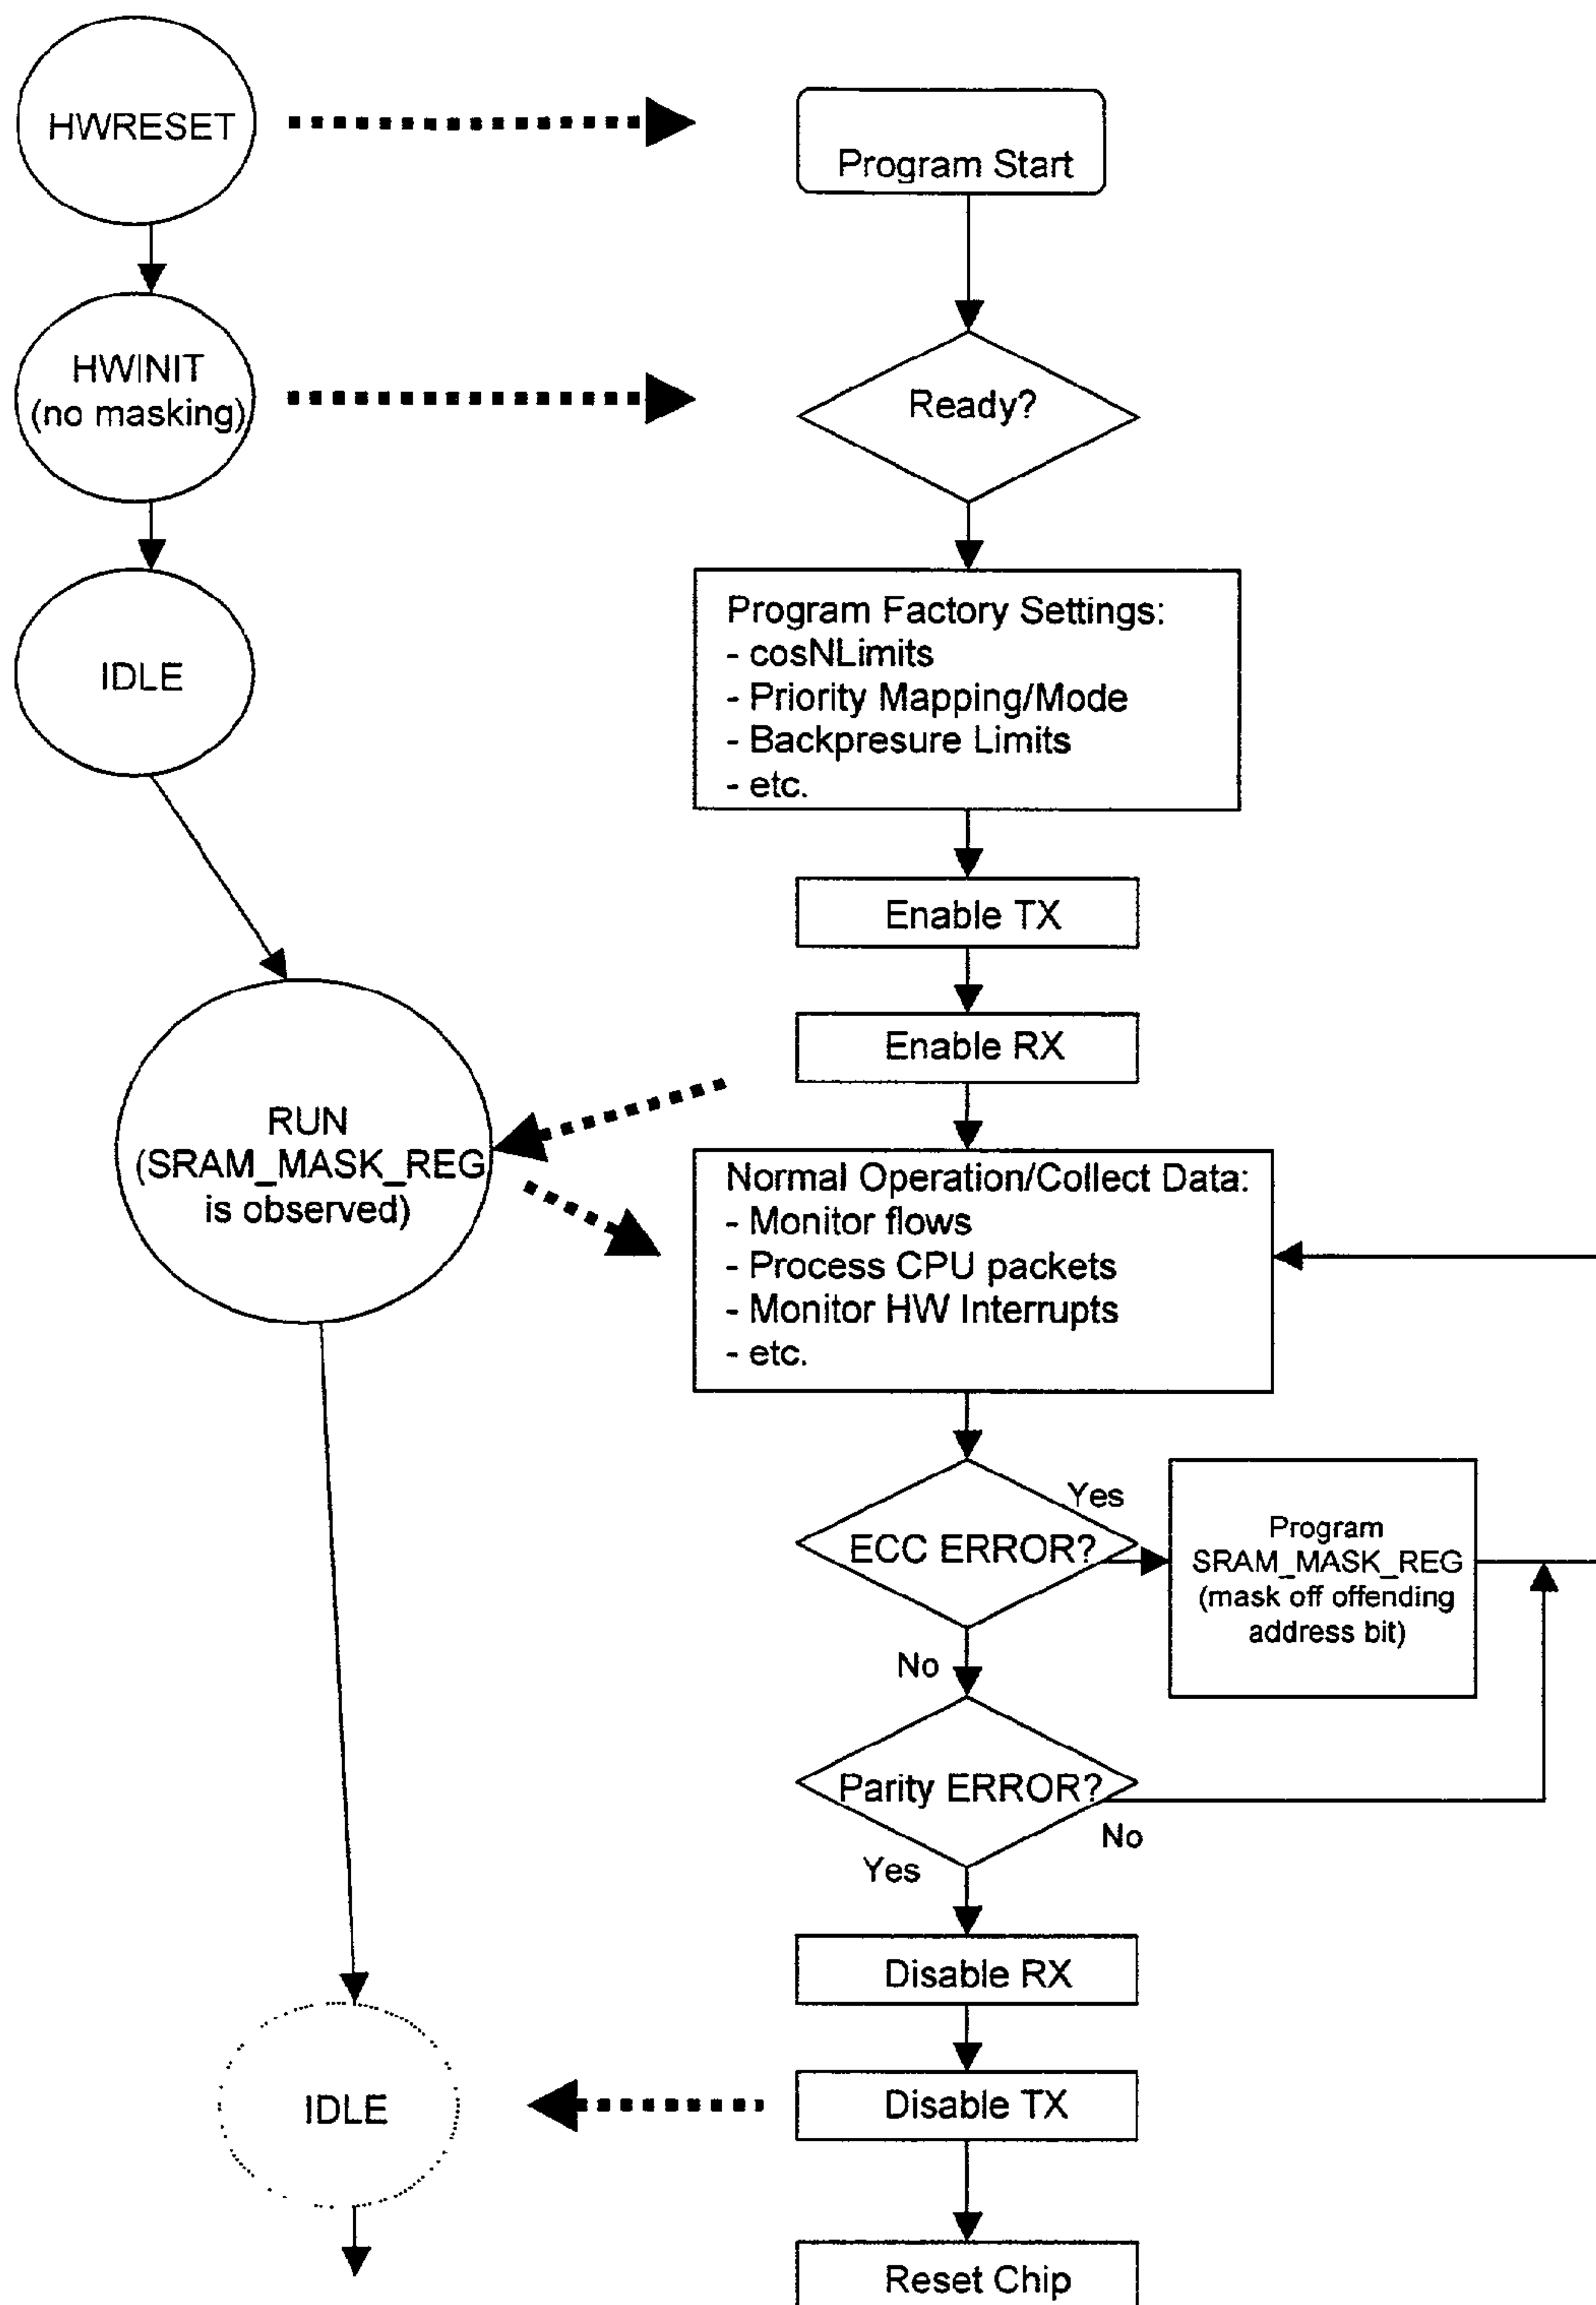 HWRESET
Program Start
HWINIT
(no masking)
Ready?
IDLE
Program Factory Settings:
- cosNLimits
- Priority Mapping/Mode
- Backpresure Limits
- etc.
Enable TX
Enable RX
RUN
(SRAM_MASK_REG
is observed)
Normal Operation/Collect Data:
- Monitor flows
- Process CPU packets
- Monitor HW Interrupts
- etc.
ECC ERROR?
Yes
Program
SRAM_MASK_REG
(mask off offending
address bit)
No
Parity ERROR?
No
Yes
Disable RX
IDLE
Disable TX
Reset Chip